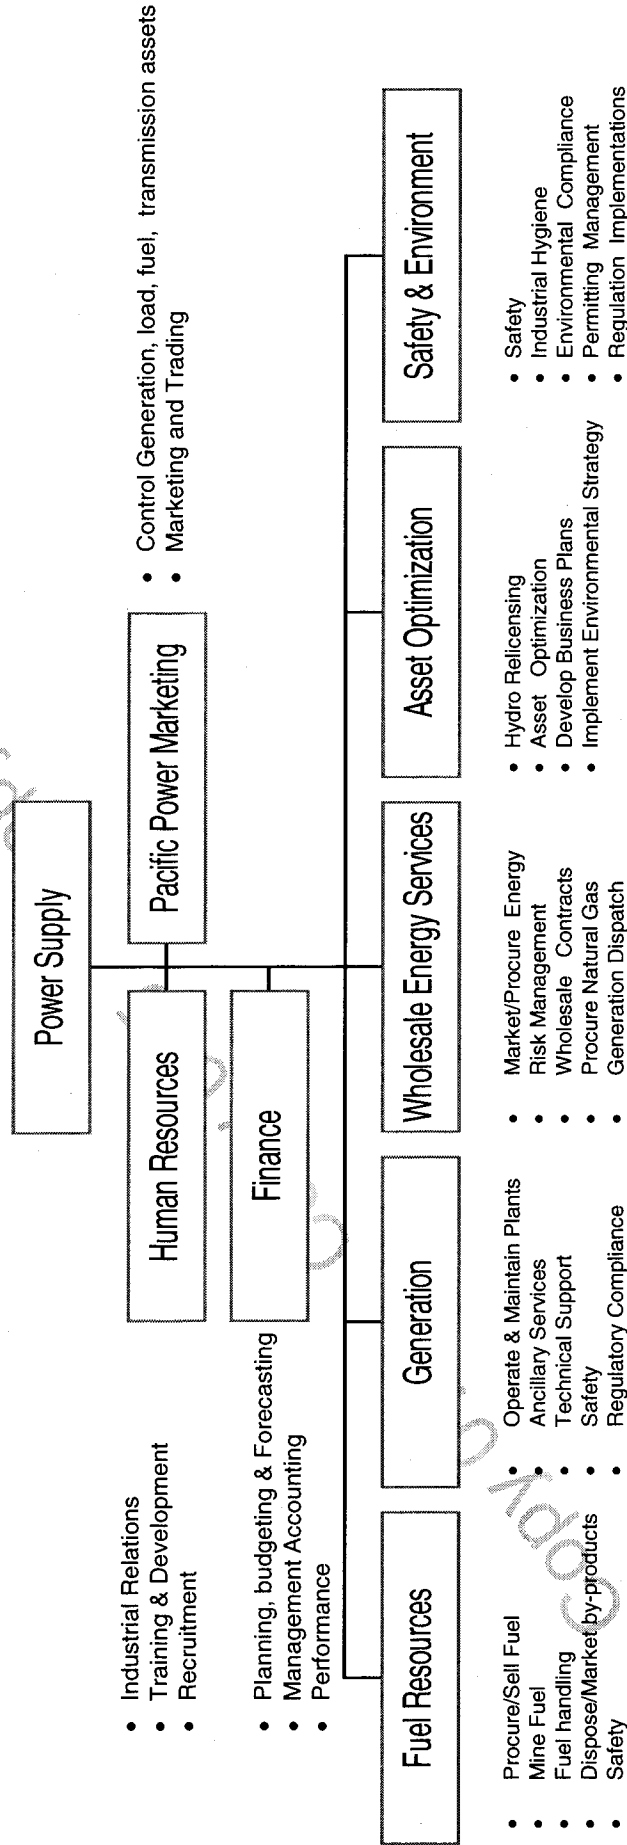 Power Supply
Human Resources
Pacific Power Marketing
• Industrial Relations
• Training & Development
• Recruitment
• Control Generation, load, fuel, transmission assets
• Marketing and Trading
Finance
• Planning, budgeting & Forecasting
• Management Accounting
• Performance
Fuel Resources
Generation
Wholesale Energy Services
Asset Optimization
Safety & Environment
• Procure/Sell Fuel
• Mine Fuel
• Fuel handling
• Dispose/Market by-products
• Safety
• Operate & Maintain Plants
• Ancillary Services
• Technical Support
• Safety
• Regulatory Compliance
• Market/Procure Energy
• Risk Management
• Wholesale Contracts
• Procure Natural Gas
• Generation Dispatch
• Hydro Relicensing
• Asset Optimization
• Develop Business Plans
• Implement Environmental Strategy
• Safety
• Industrial Hygiene
• Environmental Compliance
• Permitting Management
• Regulation Implementations
Copy